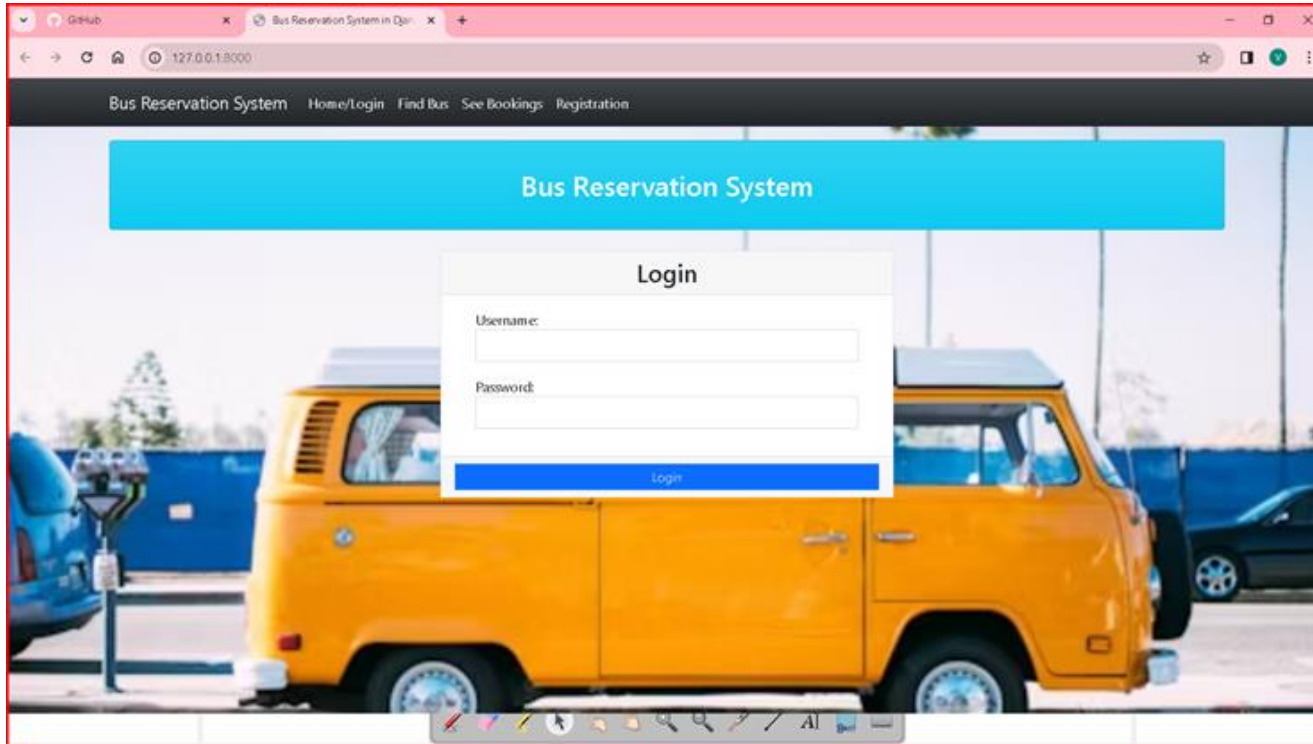 GitHub
Bus Reservation System in Djan
127.0.0.1:8000
V
Bus Reservation System Home/Login Find Bus See Bookings Registration
Bus Reservation System
Login
Username:
Password:
Login
A